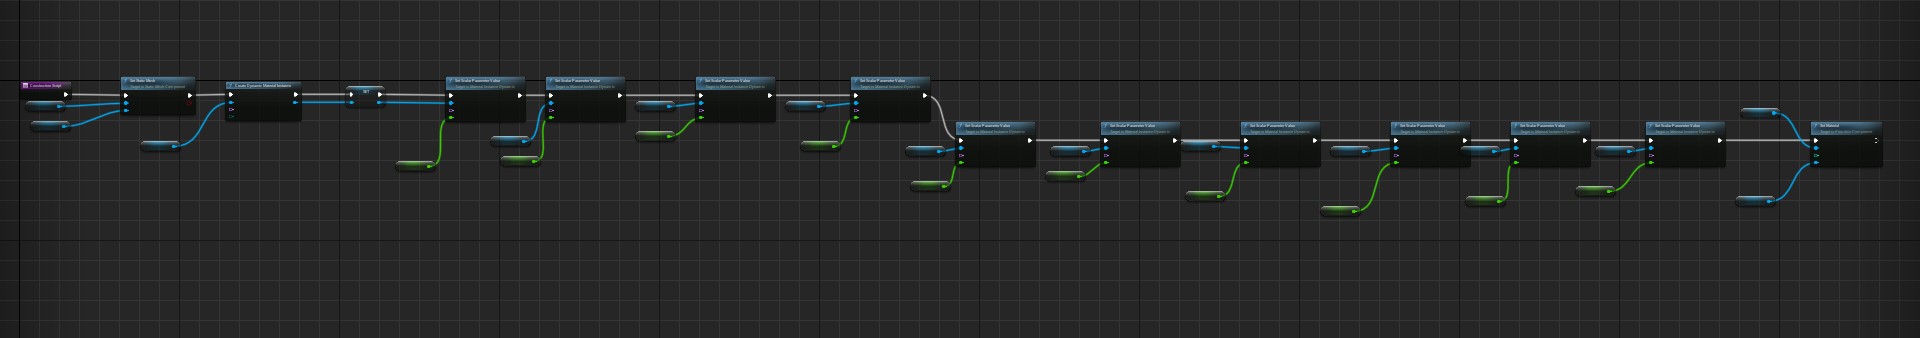 Construction Script
Set Static Mesh
Target is Static Mesh Component
Create Dynamic Material Instance
SET
Set Scalar Parameter Value
Target is Material Instance Dynamic
Set Scalar Parameter Value
Target is Material Instance Dynamic
Set Scalar Parameter Value
Target is Material Instance Dynamic
Set Scalar Parameter Value
Target is Material Instance Dynamic
Set Scalar Parameter Value
Target is Material Instance Dynamic
Set Scalar Parameter Value
Target is Material Instance Dynamic
Set Scalar Parameter Value
Target is Material Instance Dynamic
Set Scalar Parameter Value
Target is Material Instance Dynamic
Set Scalar Parameter Value
Target is Material Instance Dynamic
Set Scalar Parameter Value
Target is Material Instance Dynamic
Set Material
Target is Primitive Component